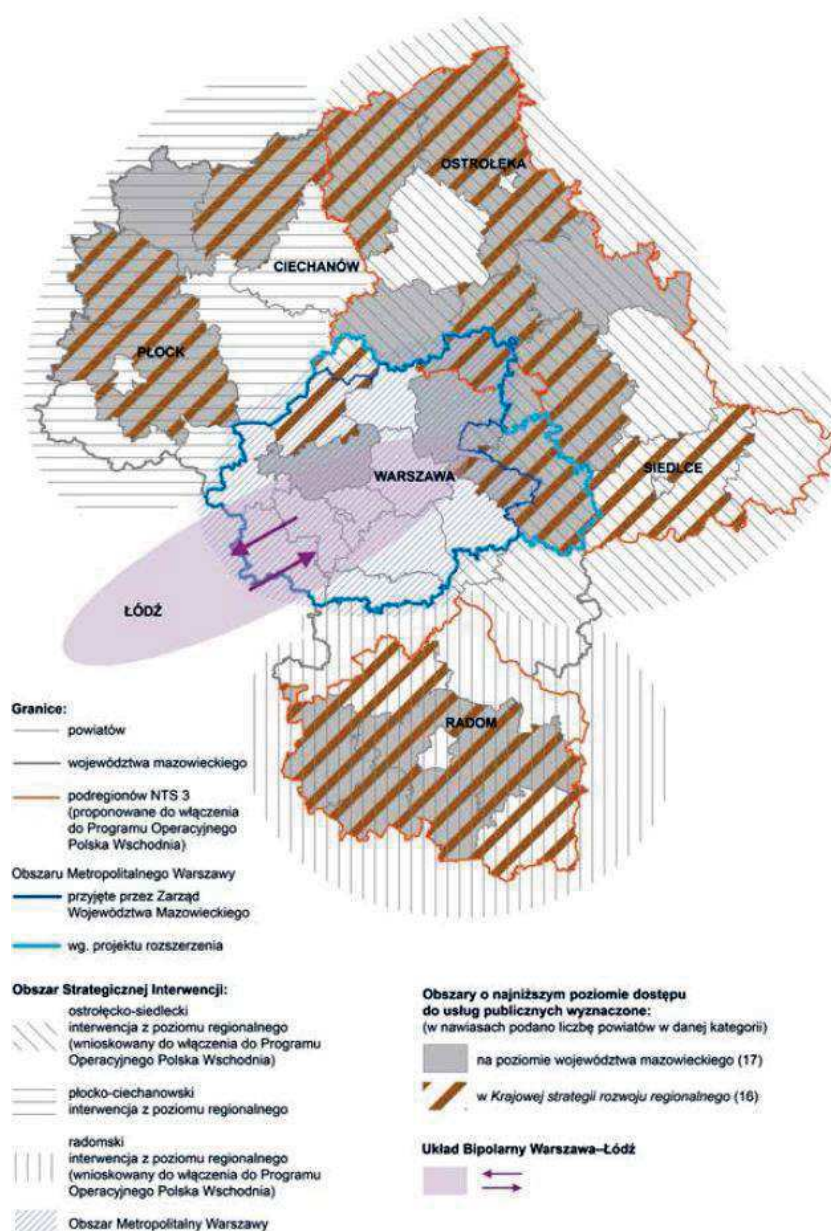 OSTROŁĘKA
CIECHANÓW
PŁOCK
SIEDLCE
WARSZAWA
ŁÓDŹ
RADOM
Granice:
powiatów
województwa mazowieckiego
podregionów NTS 3
(proponowane do włączenia
do Programu Operacyjnego
Polska Wschodnia)
Obszaru Metropolitalnego Warszawy
przyjęte przez Zarząd
Województwa Mazowieckiego
wg. projektu rozszerzenia
Obszar Strategicznej Interwencji:
ostrołęcko-siedlecki
interwencja z poziomu regionalnego
(wnioskowany do włączenia do Programu
Operacyjnego Polska Wschodnia)
płocko-ciechanowski
interwencja z poziomu regionalnego
radomski
interwencja z poziomu regionalnego
(wnioskowany do włączenia do Programu
Operacyjnego Polska Wschodnia)
Obszar Metropolitalny Warszawy
Obszary o najniższym poziomie dostępu
do usług publicznych wyznaczone:
(w nawiasach podano liczbę powiatów w danej kategorii)
na poziomie województwa mazowieckiego (17)
w Krajowej strategii rozwoju regionalnego (16)
Układ Bipolarny Warszawa–Łódź